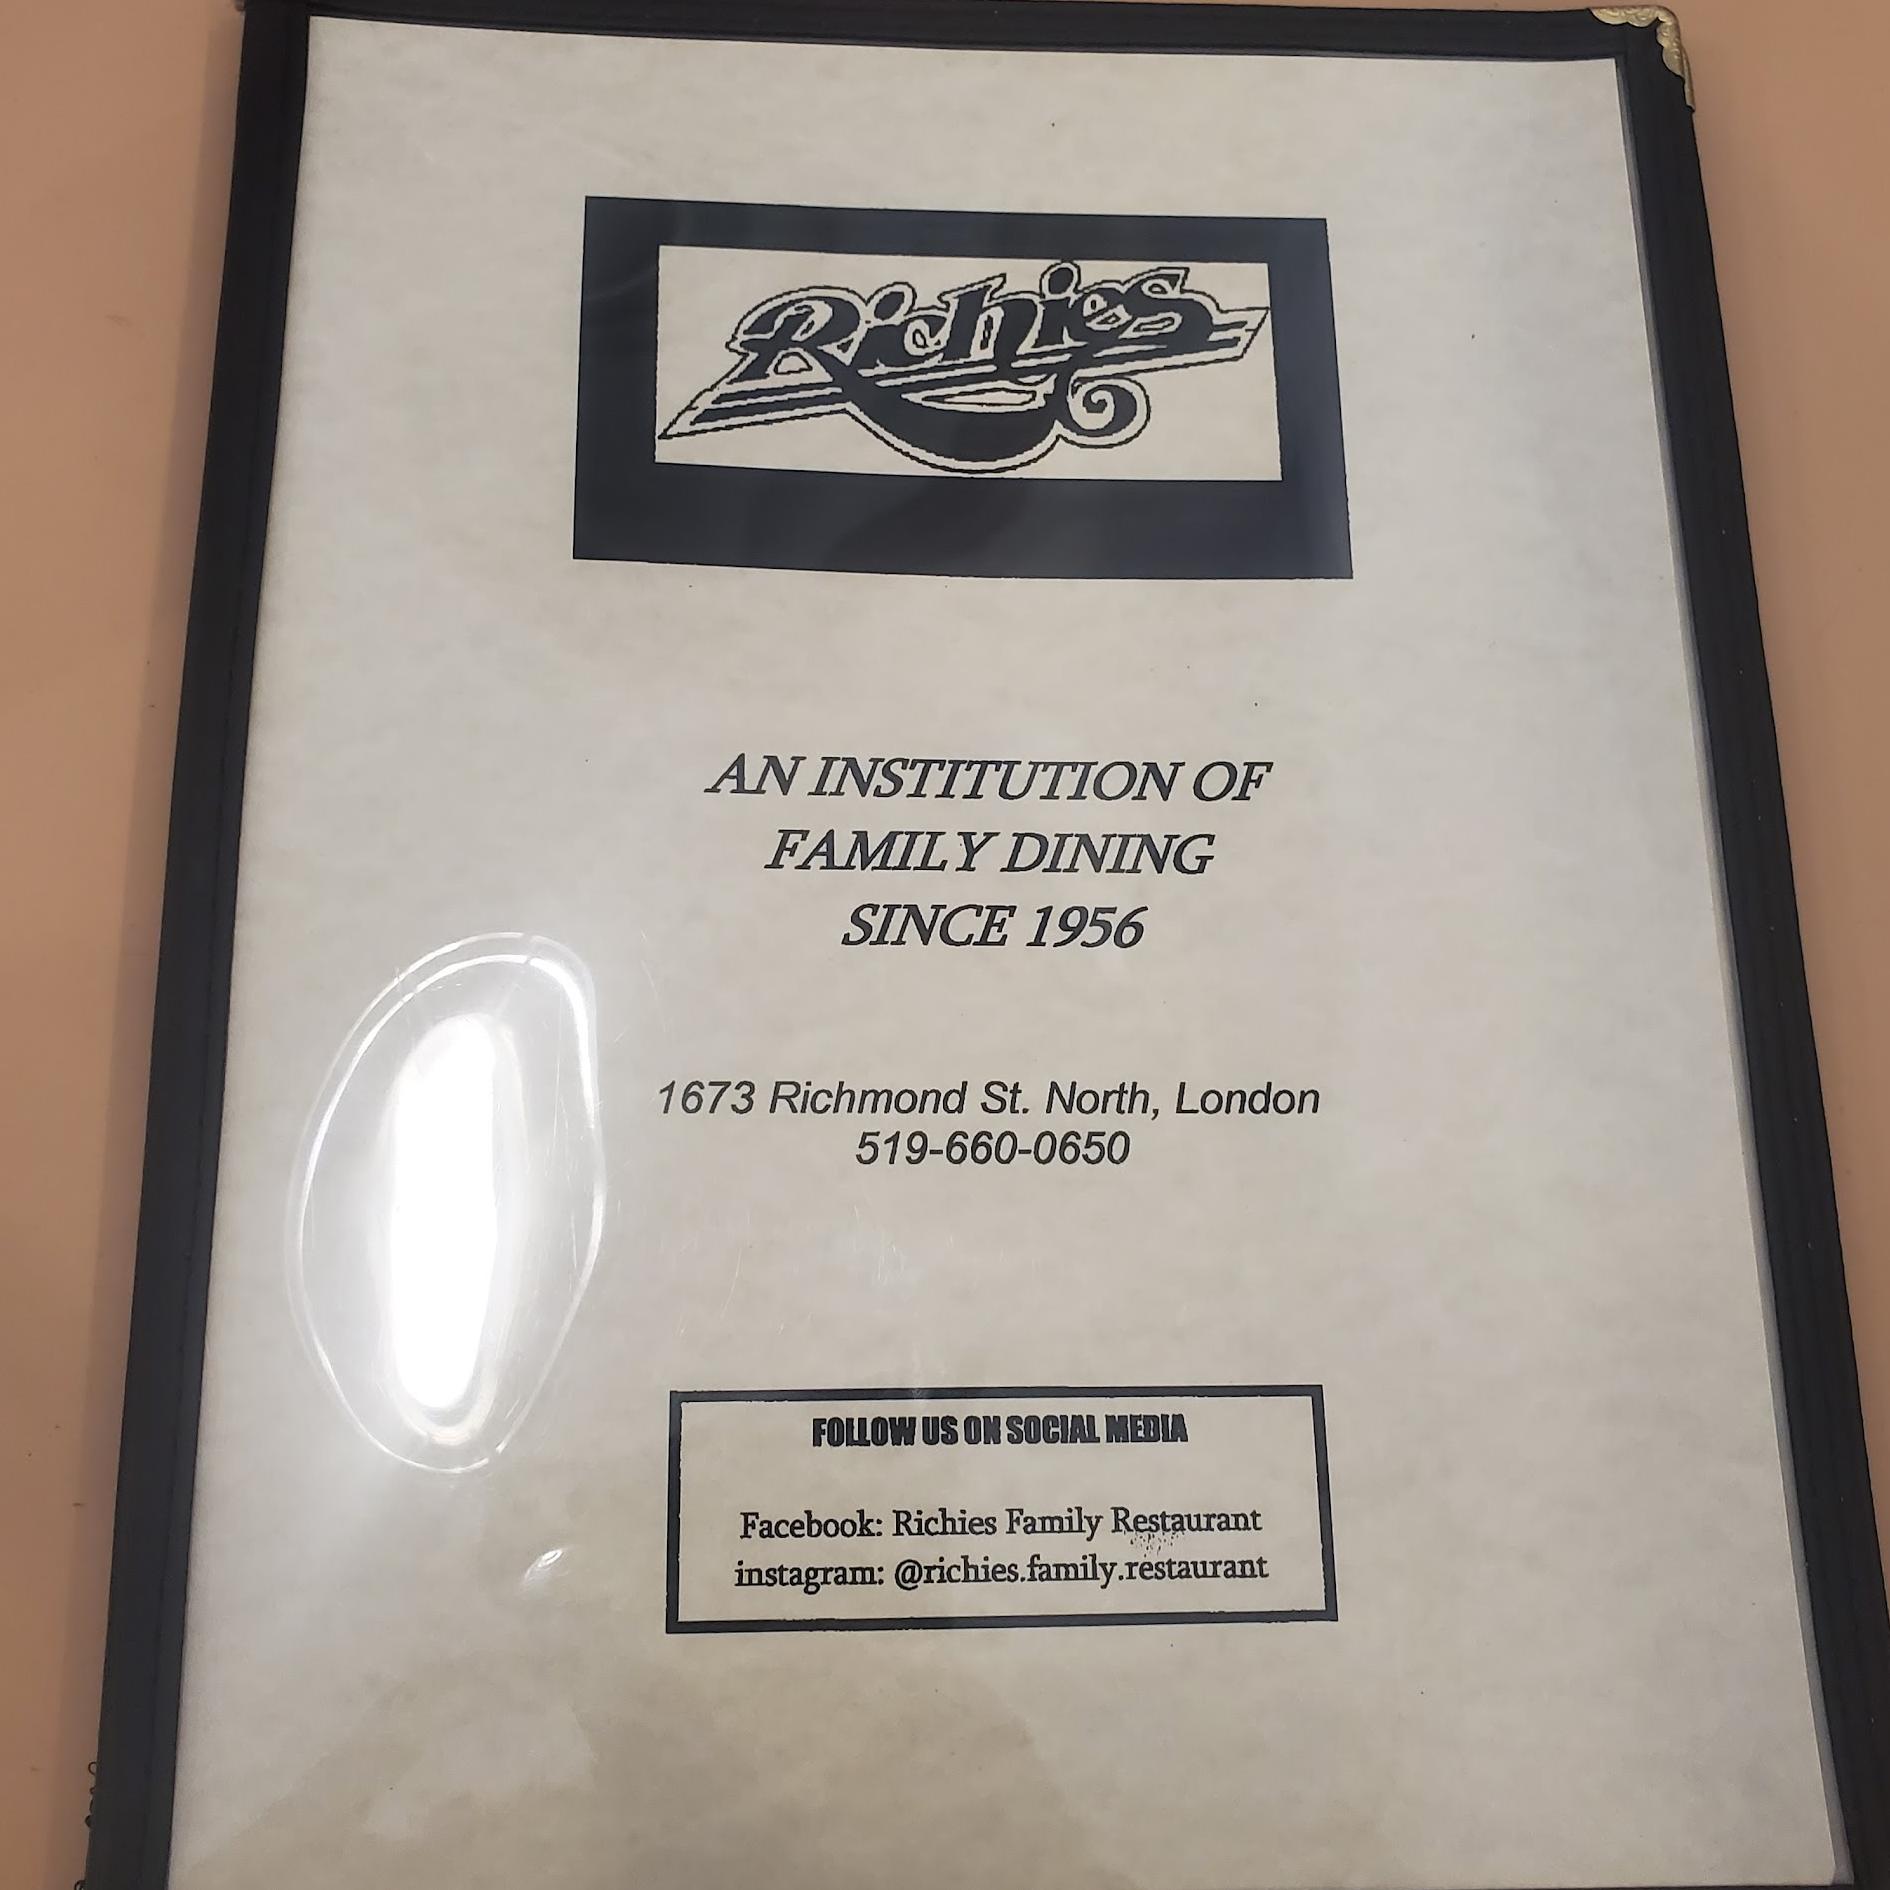 Richies
AN INSTITUTION OF
FAMILY DINING
SINCE 1956
1673 Richmond St. North, London
519-660-0650
FOLLOW US ON SOCIAL MEDIA
Facebook: Richies Family Restaurant
instagram: @richies.family.restaurant